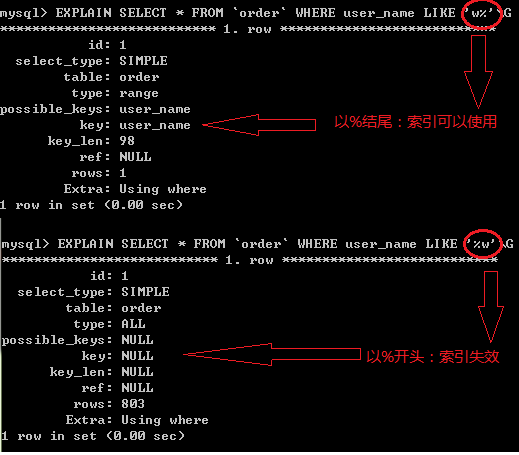 mysql> EXPLAIN SELECT * FROM `order` WHERE user_name LIKE 'w%'\G
*************************** 1. row ***************************
id: 1
select_type: SIMPLE
table: order
type: range
possible_keys: user_name
key: user_name
以%结尾：索引可以使用
key_len: 98
ref: NULL
rows: 1
Extra: Using where
1 row in set (0.00 sec)
mysql> EXPLAIN SELECT * FROM `order` WHERE user_name LIKE '%w'\G
*************************** 1. row ***************************
id: 1
select_type: SIMPLE
table: order
type: ALL
possible_keys: NULL
key: NULL
以%开头：索引失效
key_len: NULL
ref: NULL
rows: 803
Extra: Using where
1 row in set (0.00 sec)